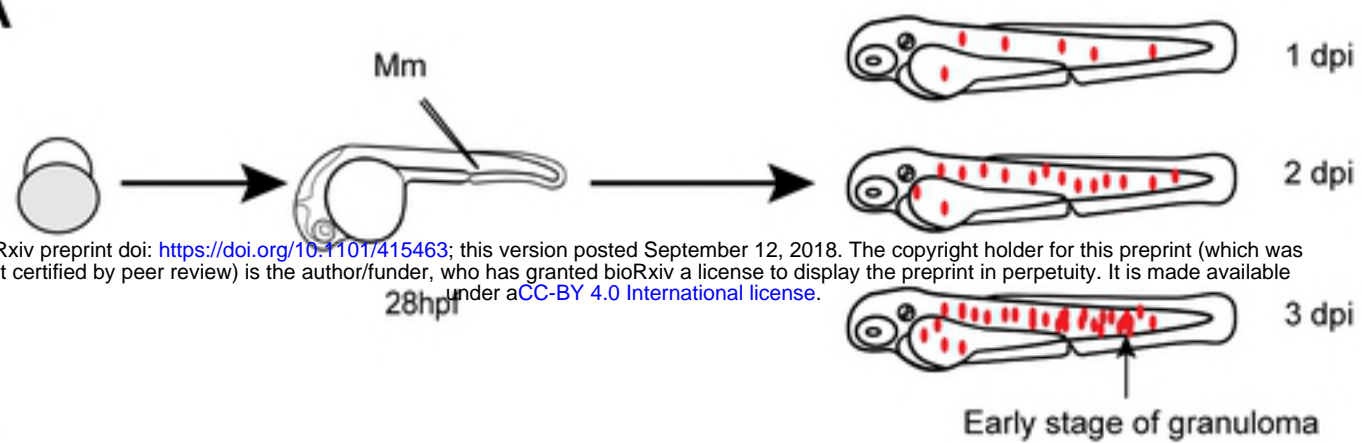 A
Mm
1 dpi
2 dpi
Rxiv preprint doi: https://doi.org/10.1101/415463; this version posted September 12, 2018. The copyright holder for this preprint (which was
t certified by peer review) is the author/funder, who has granted bioRxiv a license to display the preprint in perpetuity. It is made available
under aCC-BY 4.0 International license.
28hpf
3 dpi
Early stage of granuloma